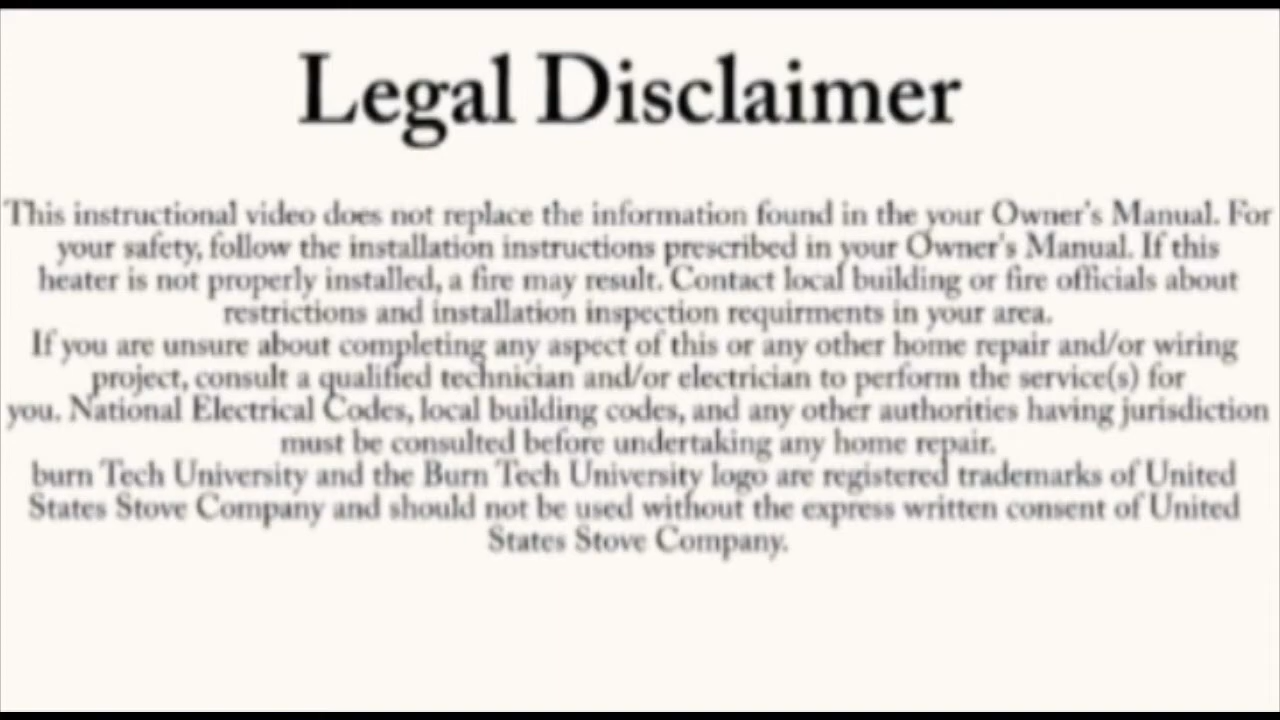 Legal Disclaimer
This instructional video does not replace the information found in the your Owner's Manual. For
your safety, follow the installation instructions prescribed in your Owner's Manual. If this
heater is not properly installed, a fire may result. Contact local building or fire officials about
restrictions and installation inspection requirments in your area.
If you are unsure about completing any aspect of this or any other home repair and/or wiring
project, consult a qualified technician and/or electrician to perform the service(s) for
you. National Electrical Codes, local building codes, and any other authorities having jurisdiction
must be consulted before undertaking any home repair.
burn Tech University and the Burn Tech University logo are registered trademarks of United
States Stove Company and should not be used without the express written consent of United
States Stove Company.